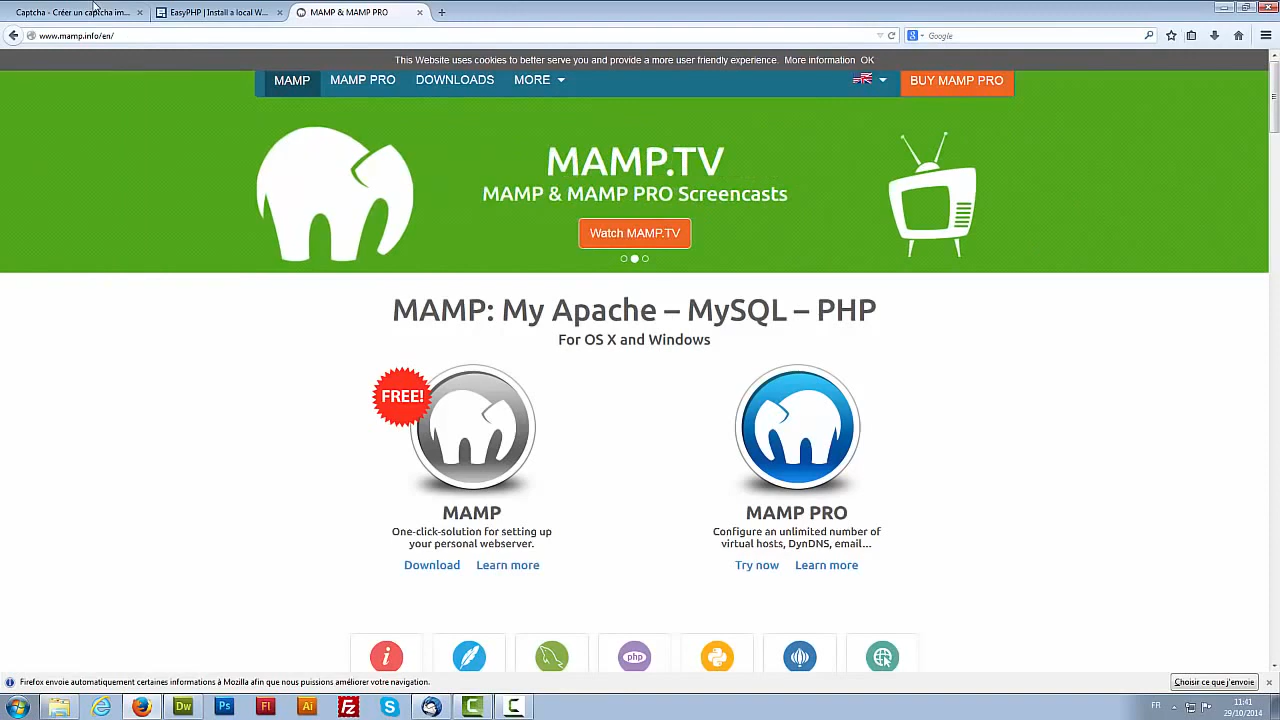 Captcha - Créer un captcha im...
EasyPHP | Install a local W...
MAMP & MAMP PRO
www.mamp.info/en/
Google
This Website uses cookies to better serve you and provide a more user friendly experience. More information OK
MAMP
MAMP PRO
DOWNLOADS
MORE
BUY MAMP PRO
MAMP.TV
MAMP & MAMP PRO Screencasts
Watch MAMP.TV
MAMP: My Apache – MySQL – PHP
For OS X and Windows
FREE!
MAMP
One-click-solution for setting up
your personal webserver.
Download Learn more
MAMP PRO
Configure an unlimited number of
virtual hosts, DynDNS, email...
Try now Learn more
i
php
Firefox envoie automatiquement certaines informations à Mozilla afin que nous puissions améliorer votre navigation.
Choisir ce que j'envoie
Dw
Ps
Fl
Ai
Fz
S
C
C
FR
11:41
29/10/2014